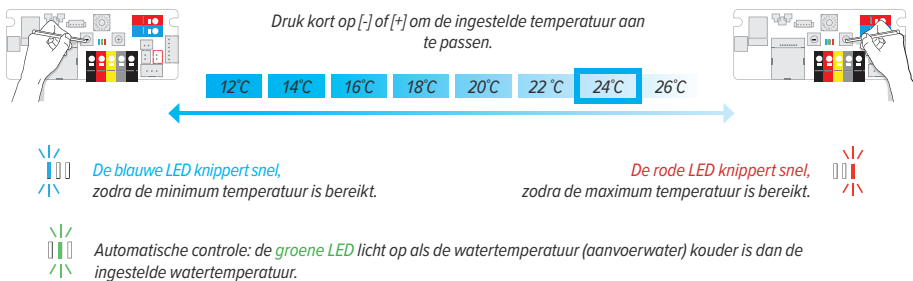 Druk kort op [-] of [+] om de ingestelde temperatuur aan
te passen.
12°C 14°C 16°C 18°C 20°C 22 °C 24°C 26°C
De blauwe LED knippert snel,
zodra de minimum temperatuur is bereikt.
De rode LED knippert snel,
zodra de maximum temperatuur is bereikt.
Automatische controle: de groene LED licht op als de watertemperatuur (aanvoerwater) kouder is dan de
ingestelde watertemperatuur.